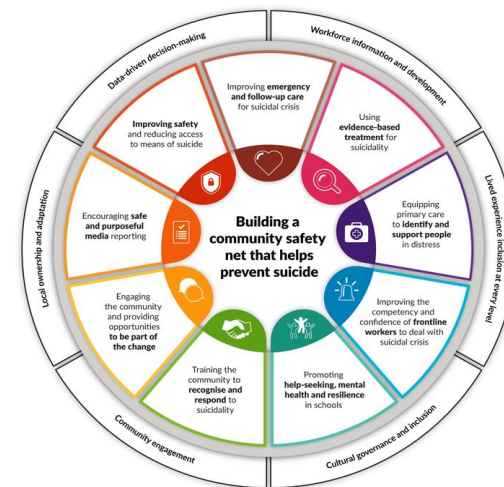 Building a
community safety
net that helps
prevent suicide
Improving emergency
and follow-up care
for suicidal crisis
Using
evidence-based
treatment for
suicidality
Equipping
primary care
to identify and
support people
in distress
Improving the
competency and
confidence of frontline
workers to deal with
suicidal crisis
Promoting
help-seeking, mental
health and resilience
in schools
Training the
community to
recognise and
respond to
suicidality
Engaging
the community
and providing
opportunities
to be part of
the change
Encouraging safe
and purposeful
media reporting
Improving safety
and reducing access
to means of suicide
Data-driven decision-making
Workforce information and development
Lived experience inclusion at every level
Cultural governance and inclusion
Community engagement
Local ownership and adaptation